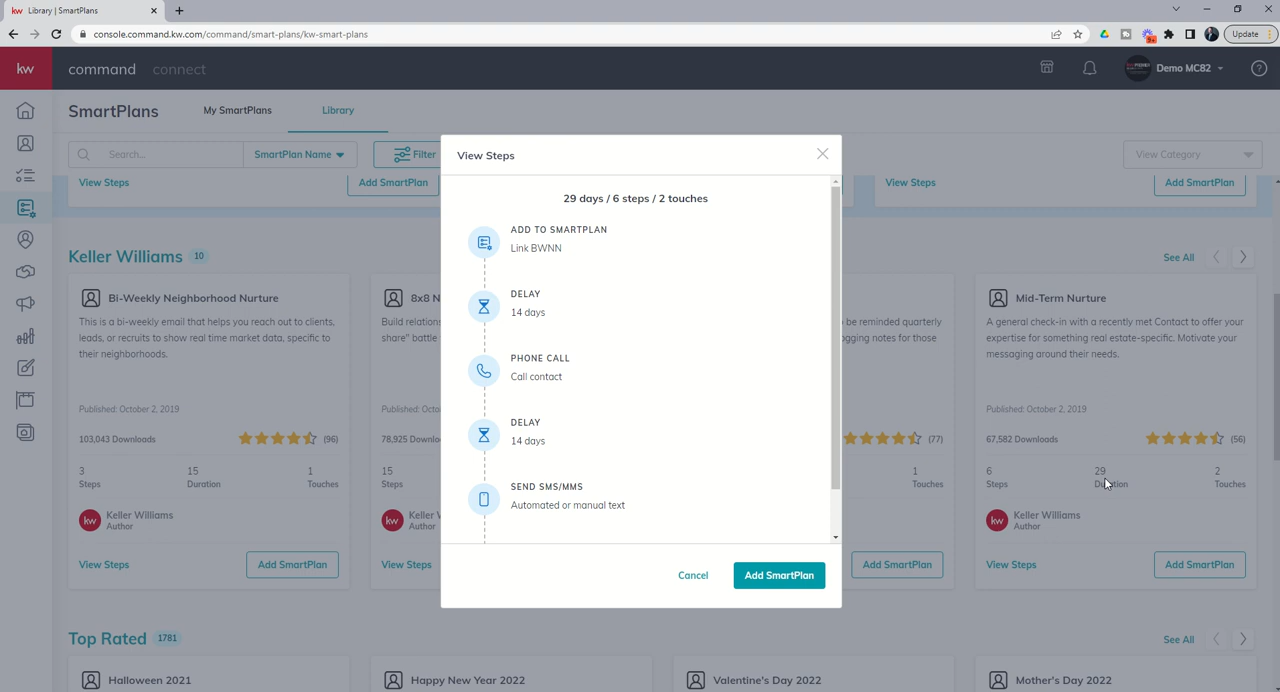 kw Library | SmartPlans
console.command.kw.com/command/smart-plans/kw-smart-plans
9+
Update
kw command connect
Demo MC82
SmartPlans My SmartPlans Library
Search... SmartPlan Name Filter View Category
View Steps Add SmartPlan View Steps Add SmartPlan
Keller Williams 10 See All
Bi-Weekly Neighborhood Nurture
This is a bi-weekly email that helps you reach out to clients,
leads, or recruits to show real time market data, specific to
their neighborhoods.
Published: October 2, 2019
103,043 Downloads (96)
3 15 1
Steps Duration Touches
kw Keller Williams
Author
View Steps Add SmartPlan
8x8 N
Build relations
share" battle
Published: Octo
78,925 Downlo
15
Steps
kw Keller
Author
View Steps
View Steps
29 days / 6 steps / 2 touches
ADD TO SMARTPLAN
Link BWNN
DELAY
14 days
PHONE CALL
Call contact
DELAY
14 days
SEND SMS/MMS
Automated or manual text
Cancel Add SmartPlan
be reminded quarterly
agging notes for those
(77)
1
Touches
Add SmartPlan
Mid-Term Nurture
A general check-in with a recently met Contact to offer your
expertise for something real estate-specific. Motivate your
messaging around their needs.
Published: October 2, 2019
67,582 Downloads (56)
6 29 2
Steps Duration Touches
kw Keller Williams
Author
View Steps Add SmartPlan
Top Rated 1781 See All
Halloween 2021 Happy New Year 2022 Valentine's Day 2022 Mother's Day 2022